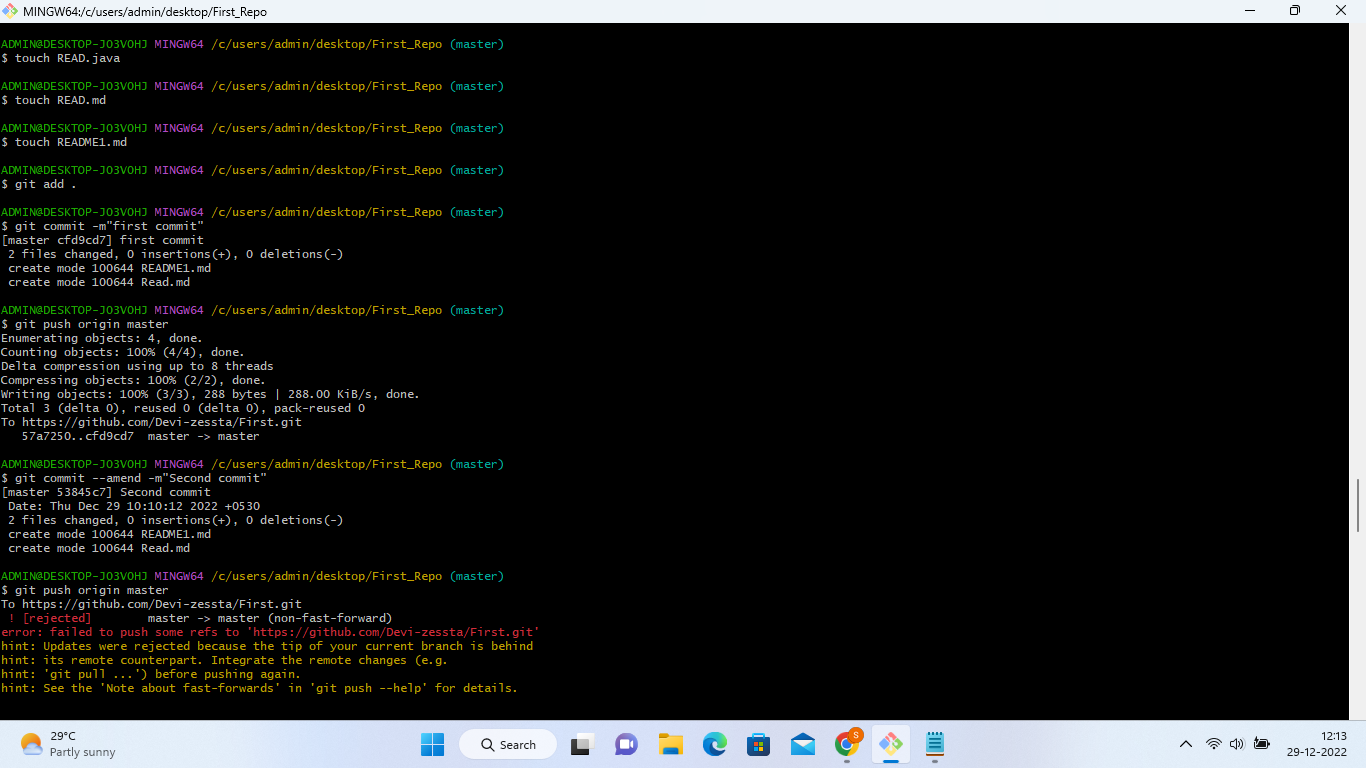 MINGW64:/c/users/admin/desktop/First_Repo
ADMIN@DESKTOP-JO3VOHJ MINGW64 /c/users/admin/desktop/First_Repo (master)
$ touch READ.java
ADMIN@DESKTOP-JO3VOHJ MINGW64 /c/users/admin/desktop/First_Repo (master)
$ touch READ.md
ADMIN@DESKTOP-JO3VOHJ MINGW64 /c/users/admin/desktop/First_Repo (master)
$ touch README1.md
ADMIN@DESKTOP-JO3VOHJ MINGW64 /c/users/admin/desktop/First_Repo (master)
$ git add .
ADMIN@DESKTOP-JO3VOHJ MINGW64 /c/users/admin/desktop/First_Repo (master)
$ git commit -m"first commit"
[master cfd9cd7] first commit
2 files changed, 0 insertions(+), 0 deletions(-)
create mode 100644 README1.md
create mode 100644 Read.md
ADMIN@DESKTOP-JO3VOHJ MINGW64 /c/users/admin/desktop/First_Repo (master)
$ git push origin master
Enumerating objects: 4, done.
Counting objects: 100% (4/4), done.
Delta compression using up to 8 threads
Compressing objects: 100% (2/2), done.
Writing objects: 100% (3/3), 288 bytes | 288.00 KiB/s, done.
Total 3 (delta 0), reused 0 (delta 0), pack-reused 0
To https://github.com/Devi-zessta/First.git
57a7250..cfd9cd7  master -> master
ADMIN@DESKTOP-JO3VOHJ MINGW64 /c/users/admin/desktop/First_Repo (master)
$ git commit --amend -m"Second commit"
[master 53845c7] Second commit
Date: Thu Dec 29 10:10:12 2022 +0530
2 files changed, 0 insertions(+), 0 deletions(-)
create mode 100644 README1.md
create mode 100644 Read.md
ADMIN@DESKTOP-JO3VOHJ MINGW64 /c/users/admin/desktop/First_Repo (master)
$ git push origin master
To https://github.com/Devi-zessta/First.git
! [rejected]        master -> master (non-fast-forward)
error: failed to push some refs to 'https://github.com/Devi-zessta/First.git'
hint: Updates were rejected because the tip of your current branch is behind
hint: its remote counterpart. Integrate the remote changes (e.g.
hint: 'git pull ...') before pushing again.
hint: See the 'Note about fast-forwards' in 'git push --help' for details.
29°C
Partly sunny
Search
S
12:13
29-12-2022